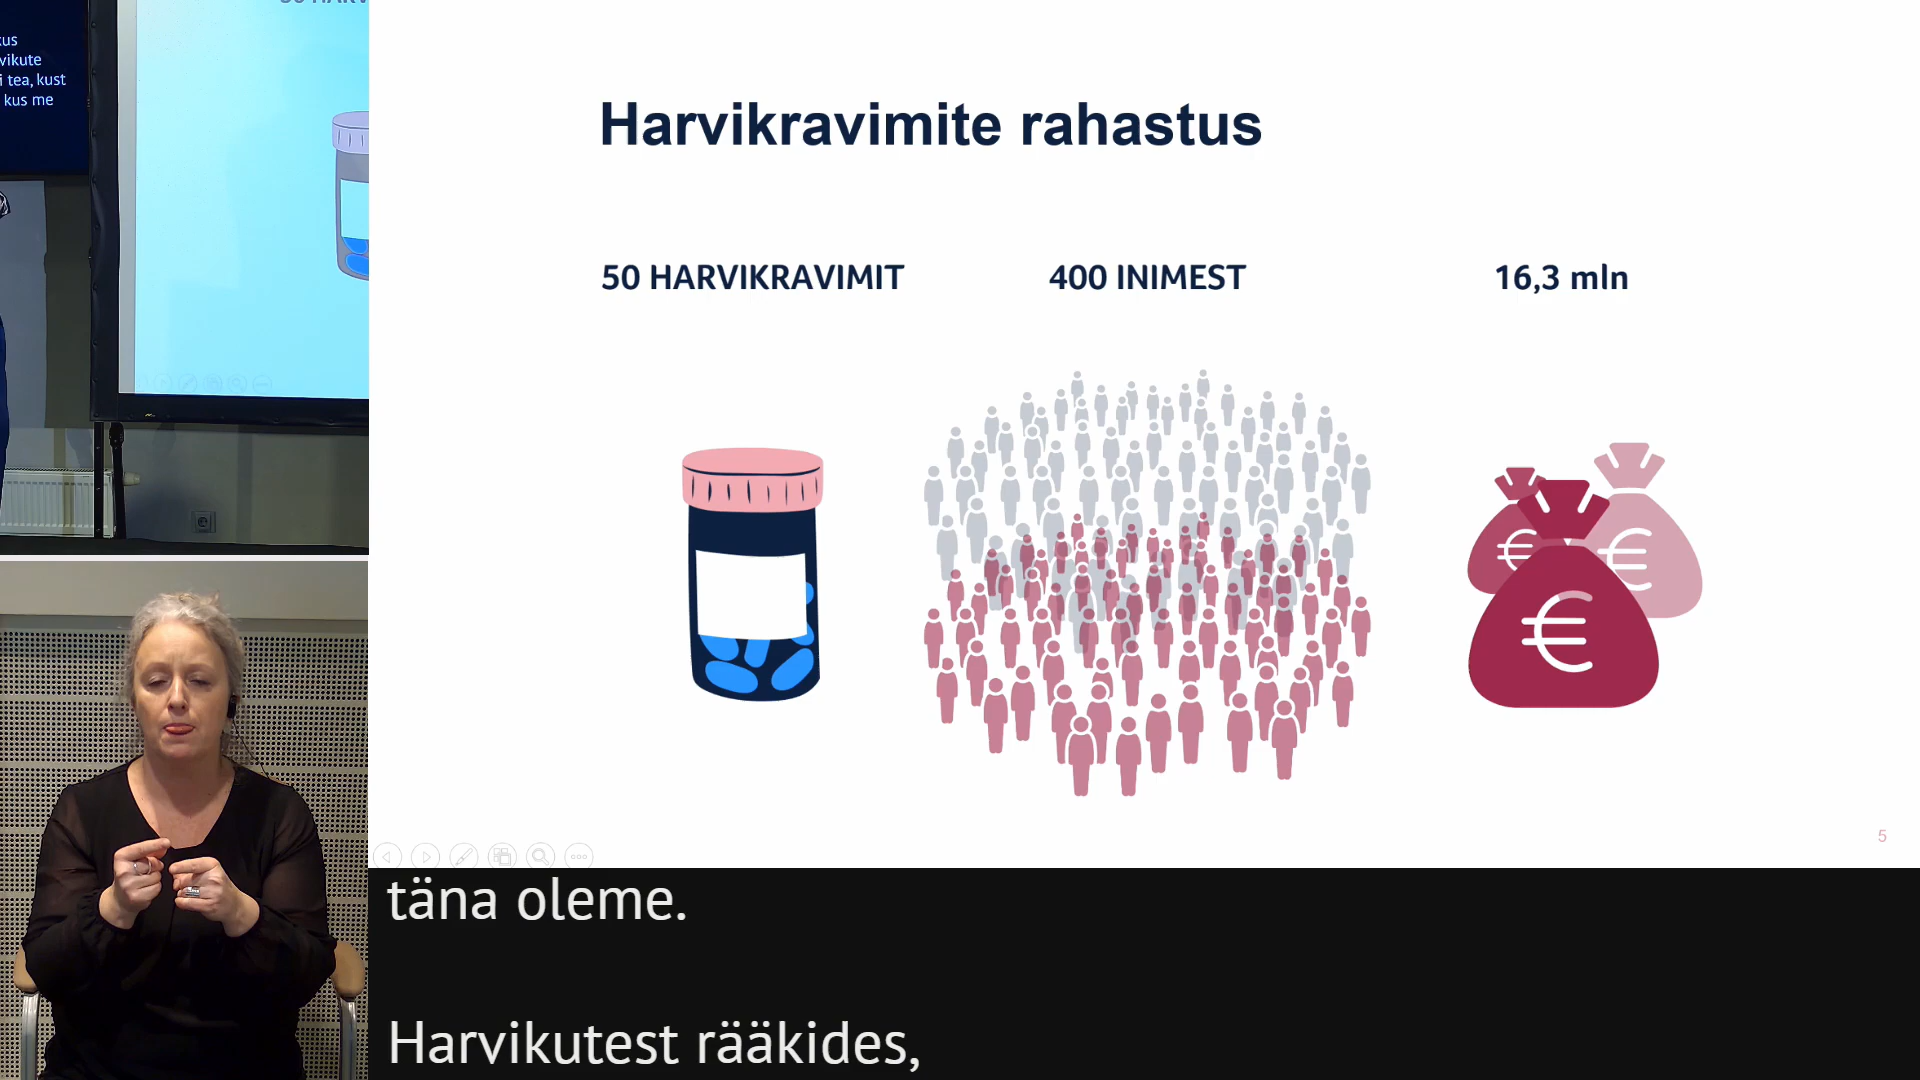 kus
vikute
i tea, kust
kus me
Harvikravimite rahastus
50 HARVIKRAVIMIT
400 INIMEST
16,3 mln
€
€
€
5
täna oleme.
Harvikutest rääkides,